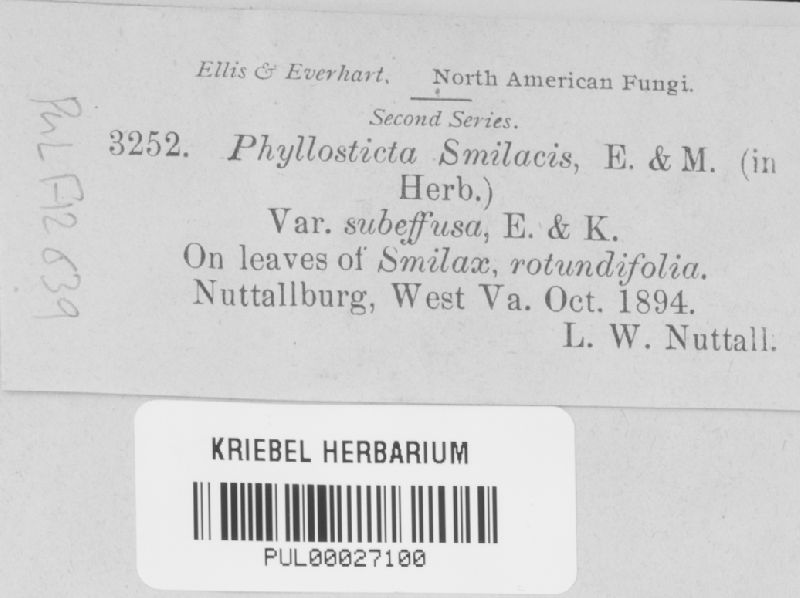 Ellis & Everhart. North American Fungi.
Second Series.
3252. Phyllosticta Smilacis, E. & M. (in
Herb.)
Var. subeffusa, E. & K.
On leaves of Smilax, rotundifolia.
Nuttallburg, West Va. Oct. 1894.
L. W. Nuttall.
PUL F12639
KRIEBEL HERBARIUM
PUL00027100